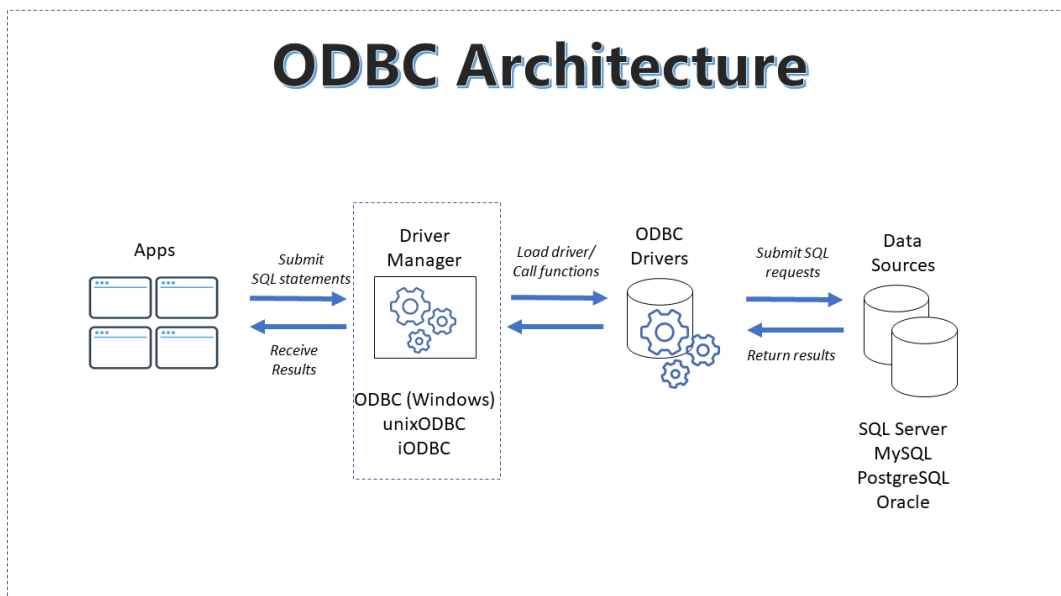 ODBC Architecture
Apps
Submit
SQL statements
Receive
Results
Driver
Manager
ODBC (Windows)
unixODBC
iODBC
Load driver/
Call functions
ODBC
Drivers
Submit SQL
requests
Return results
Data
Sources
SQL Server
MySQL
PostgreSQL
Oracle